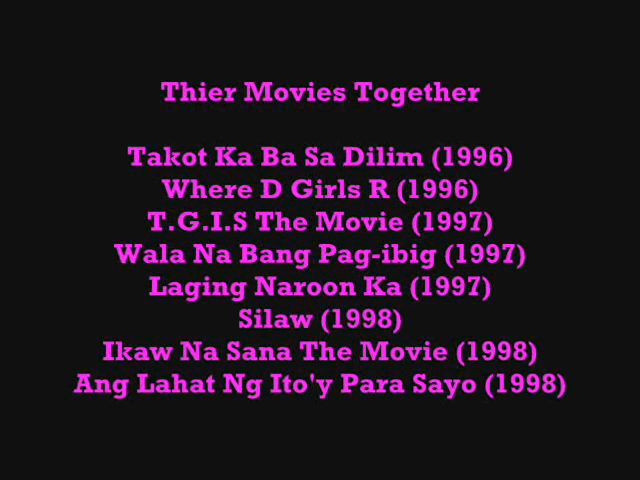 Thier Movies Together
Takot Ka Ba Sa Dilim (1996)
Where D Girls R (1996)
T.G.I.S The Movie (1997)
Wala Na Bang Pag-ibig (1997)
Laging Naroon Ka (1997)
Silaw (1998)
Ikaw Na Sana The Movie (1998)
Ang Lahat Ng Ito'y Para Sayo (1998)